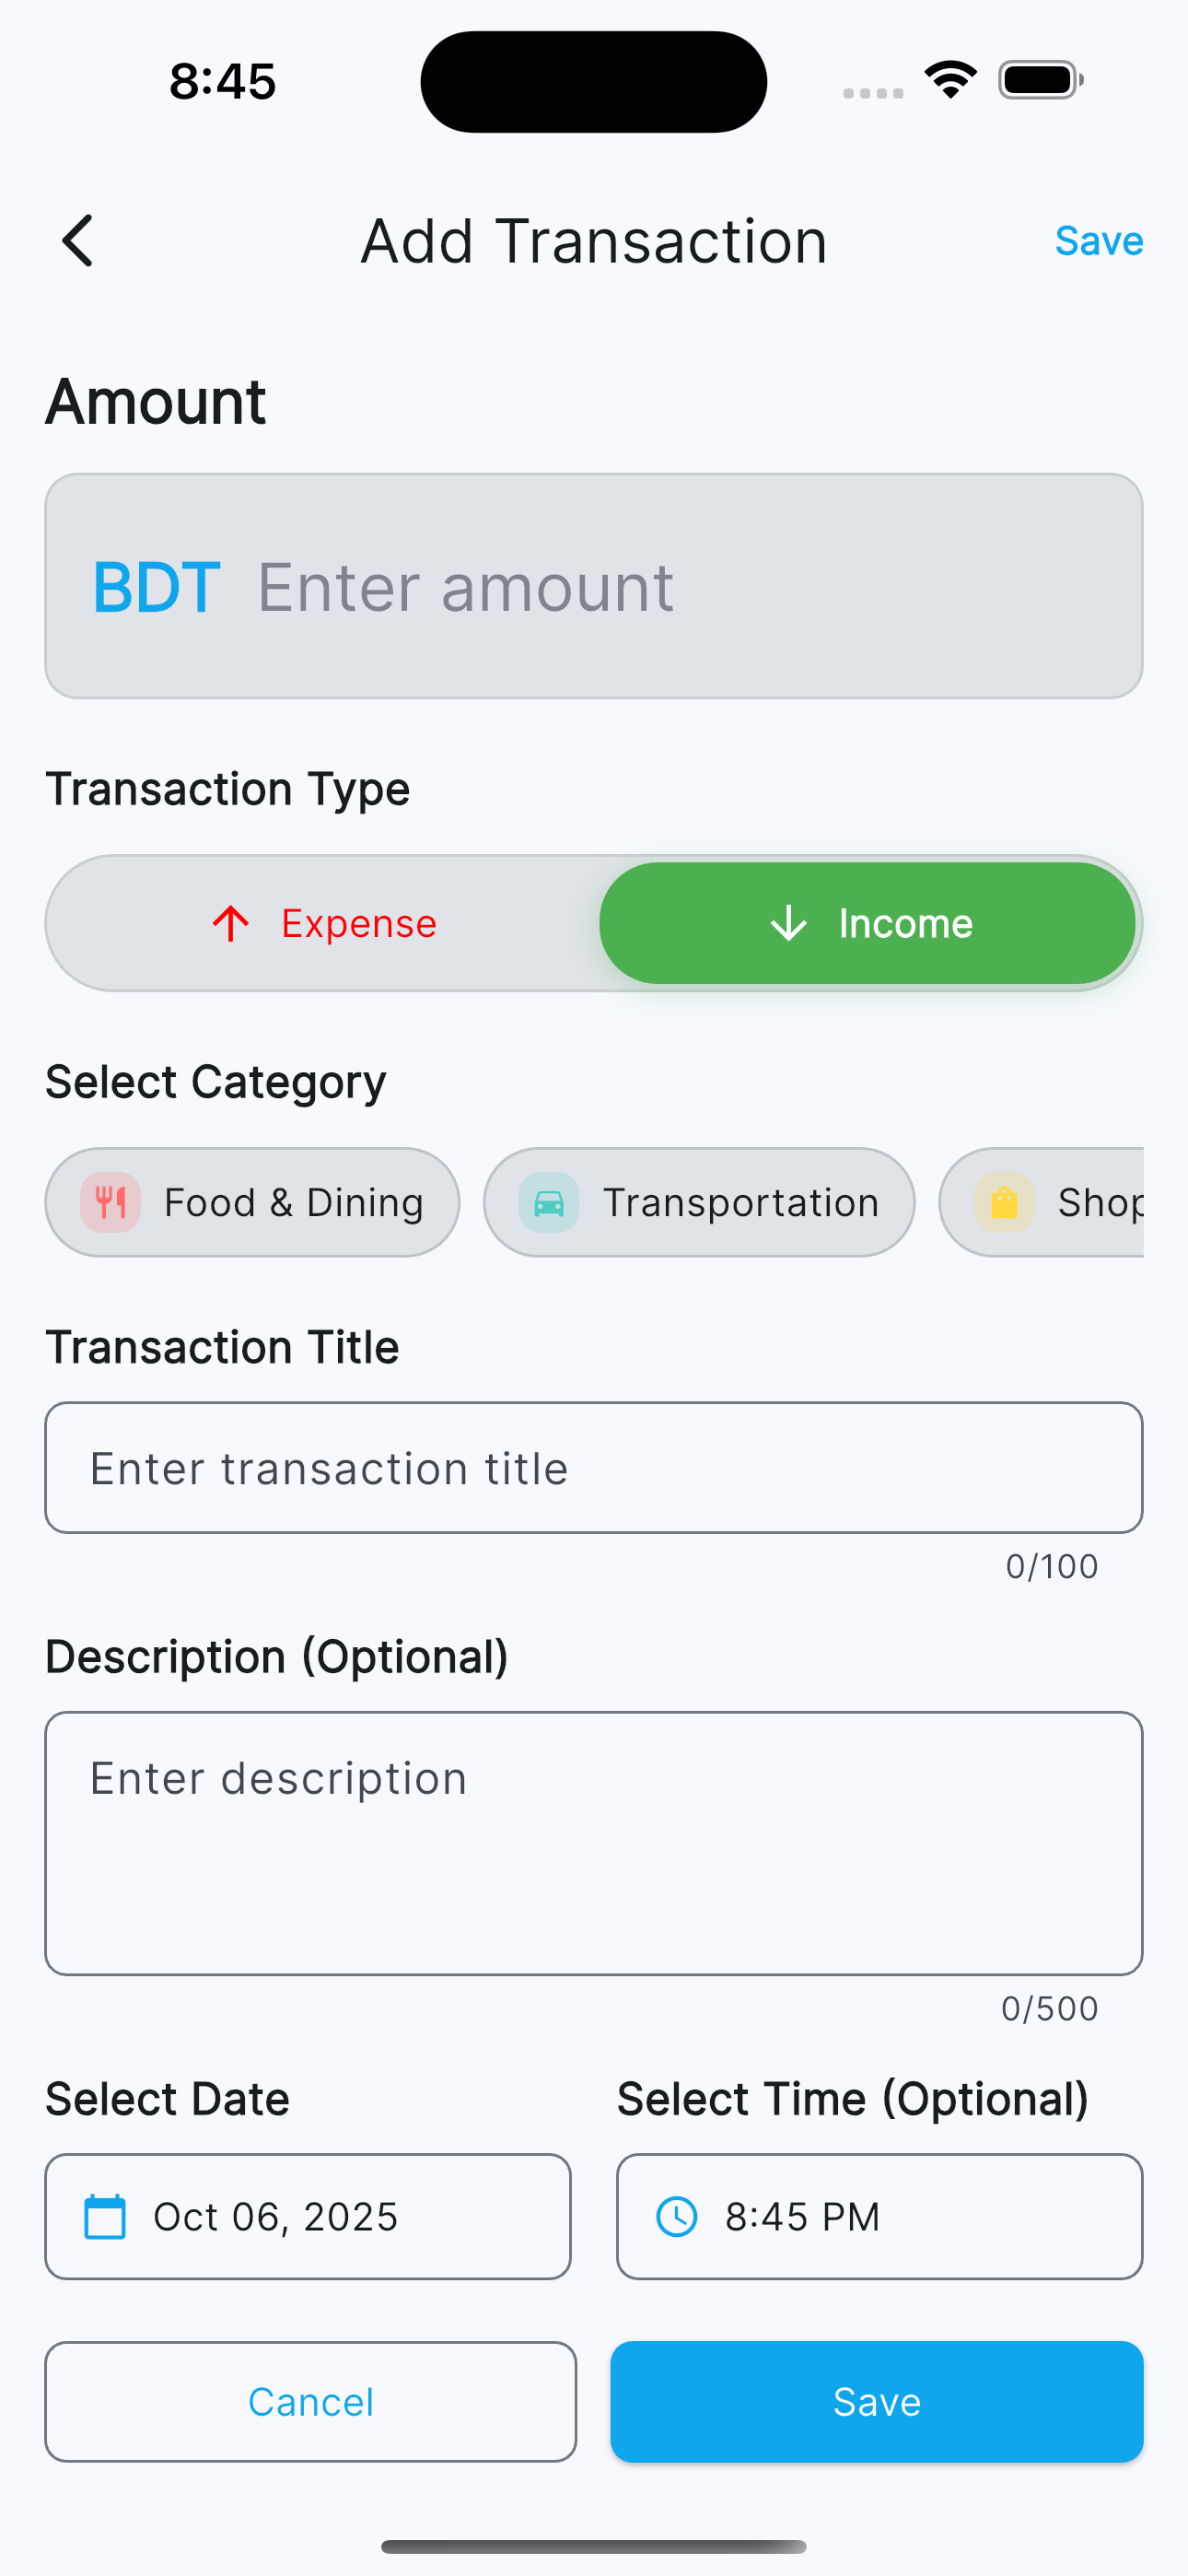 8:45
Add Transaction
Save
Amount
BDT Enter amount
Transaction Type
Expense
Income
Select Category
Food & Dining
Transportation
Shop
Transaction Title
Enter transaction title
0/100
Description (Optional)
Enter description
0/500
Select Date
Select Time (Optional)
Oct 06, 2025
8:45 PM
Cancel
Save